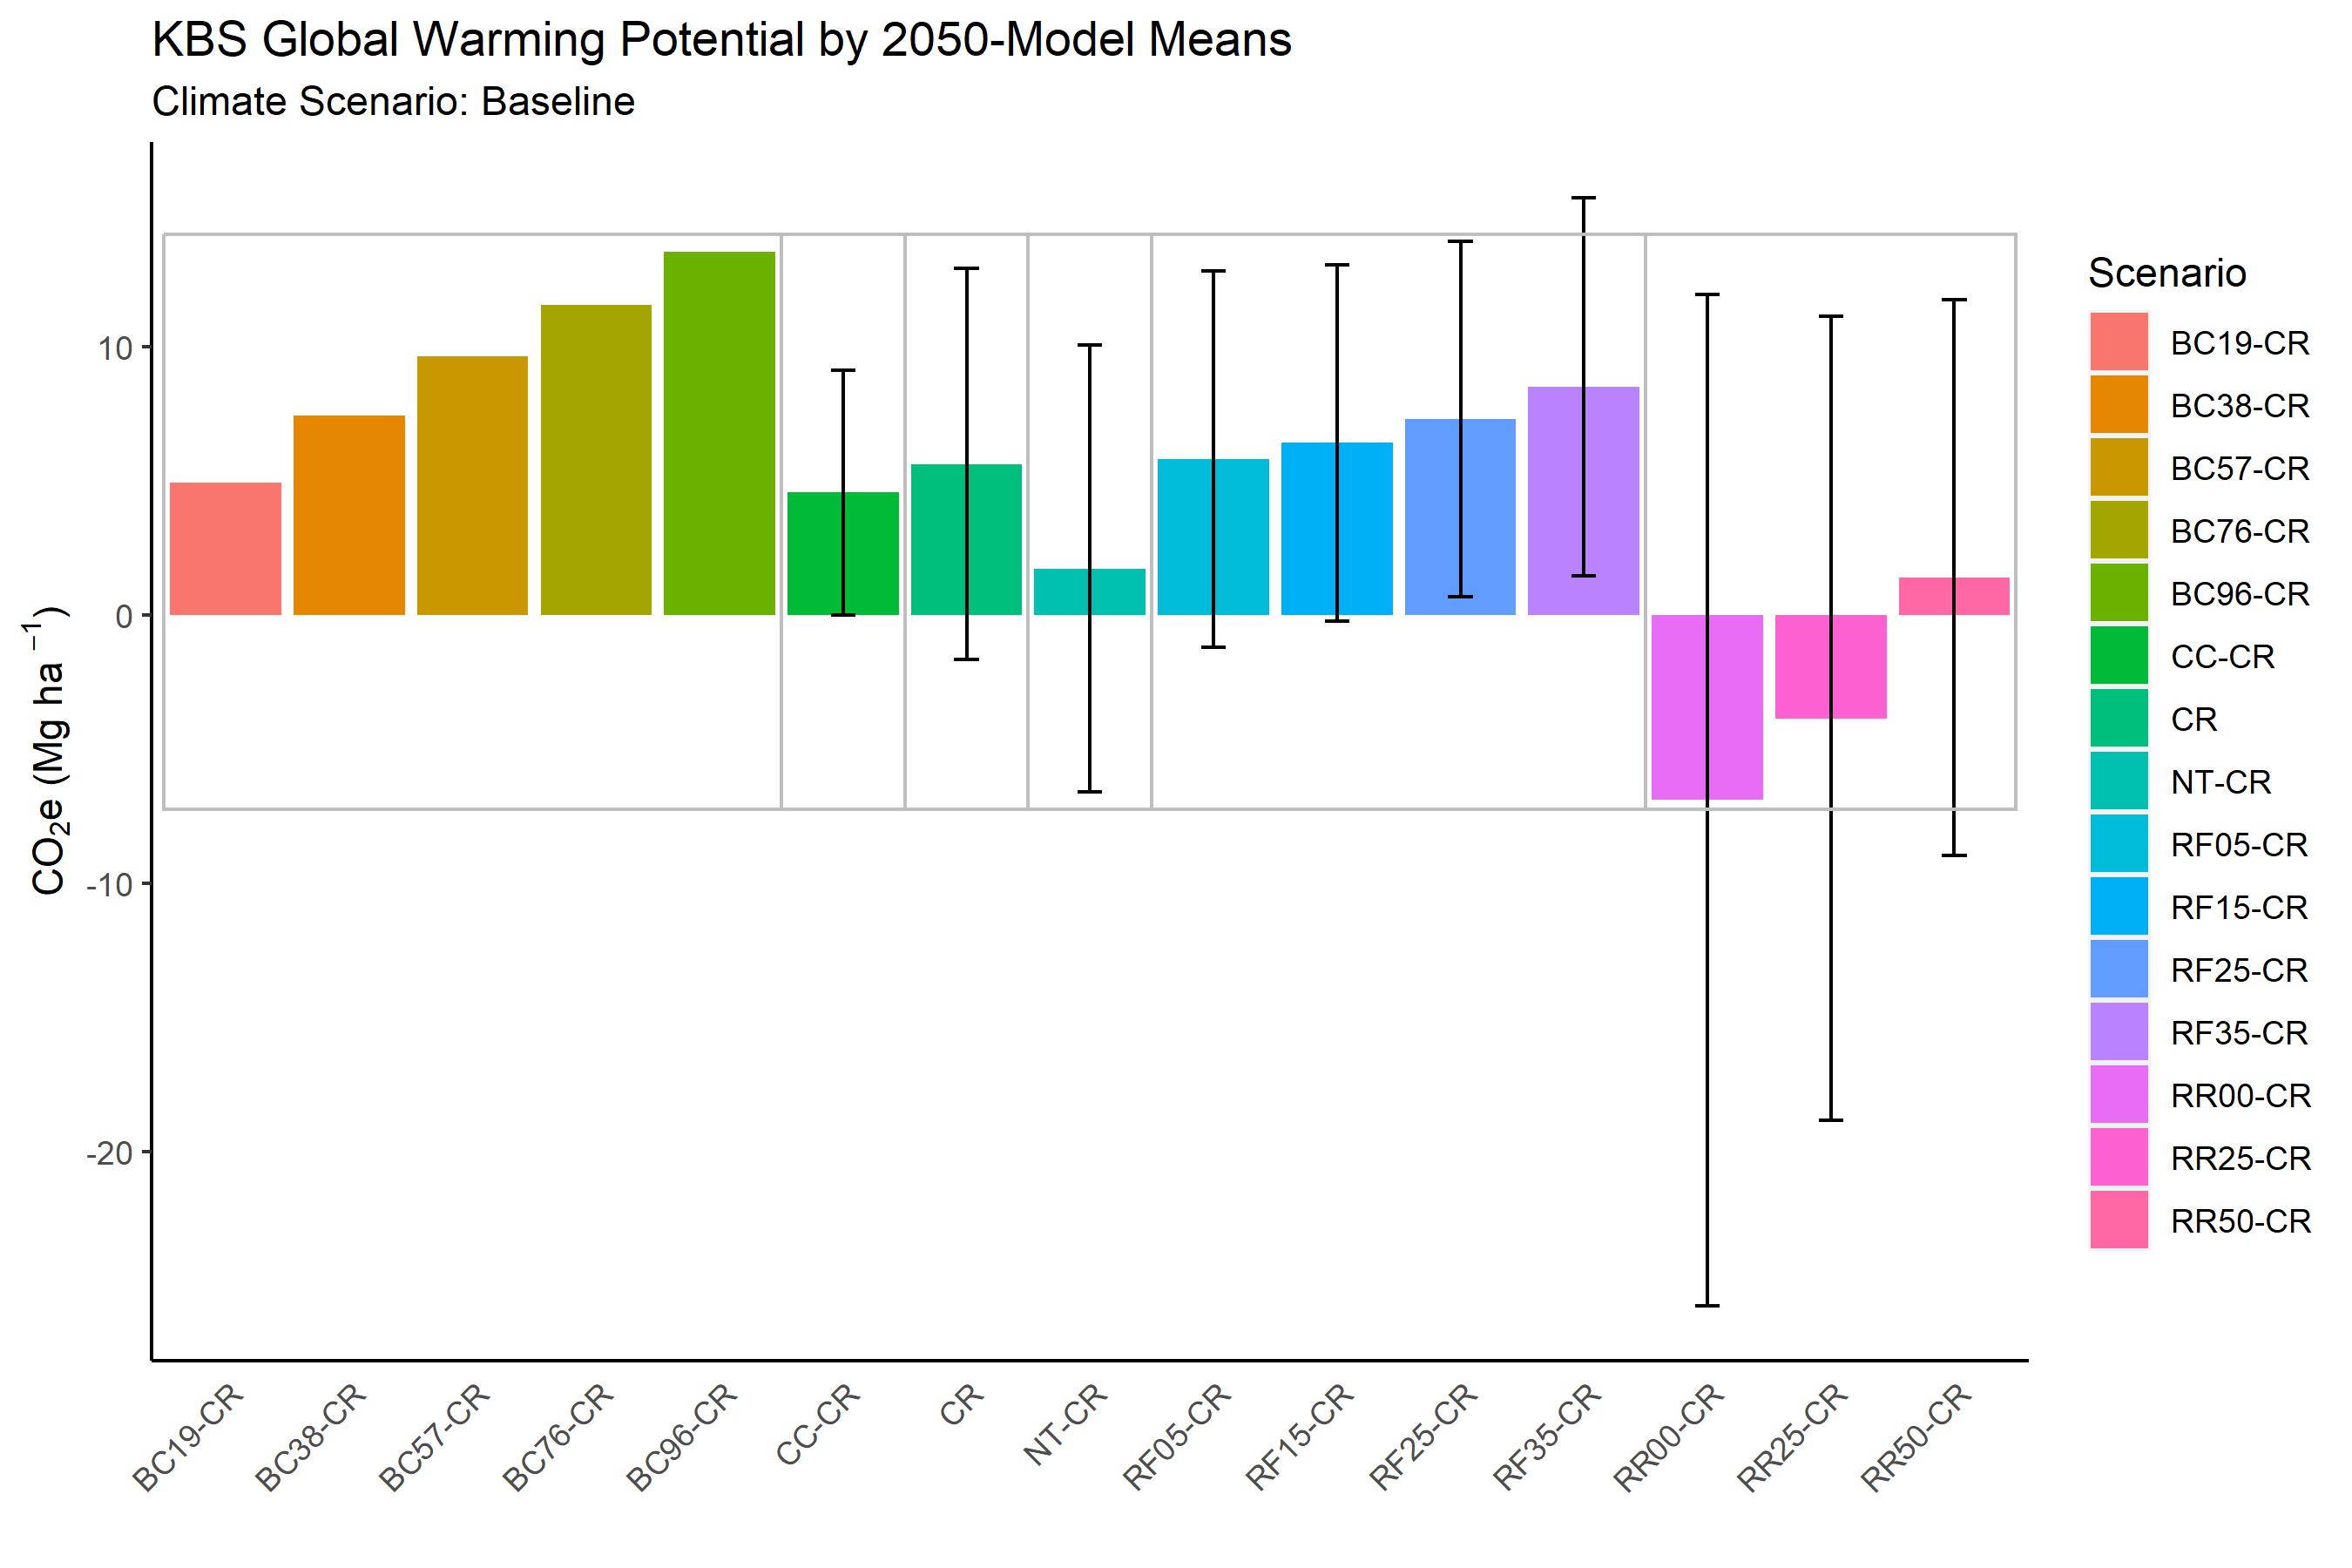 KBS Global Warming Potential by 2050-Model Means
Climate Scenario: Baseline
CO₂e (Mg ha ⁻¹)
10
0
-10
-20
BC19-CR
BC38-CR
BC57-CR
BC76-CR
BC96-CR
CC-CR
CR
NT-CR
RF05-CR
RF15-CR
RF25-CR
RF35-CR
RR00-CR
RR25-CR
RR50-CR
Scenario
BC19-CR
BC38-CR
BC57-CR
BC76-CR
BC96-CR
CC-CR
CR
NT-CR
RF05-CR
RF15-CR
RF25-CR
RF35-CR
RR00-CR
RR25-CR
RR50-CR